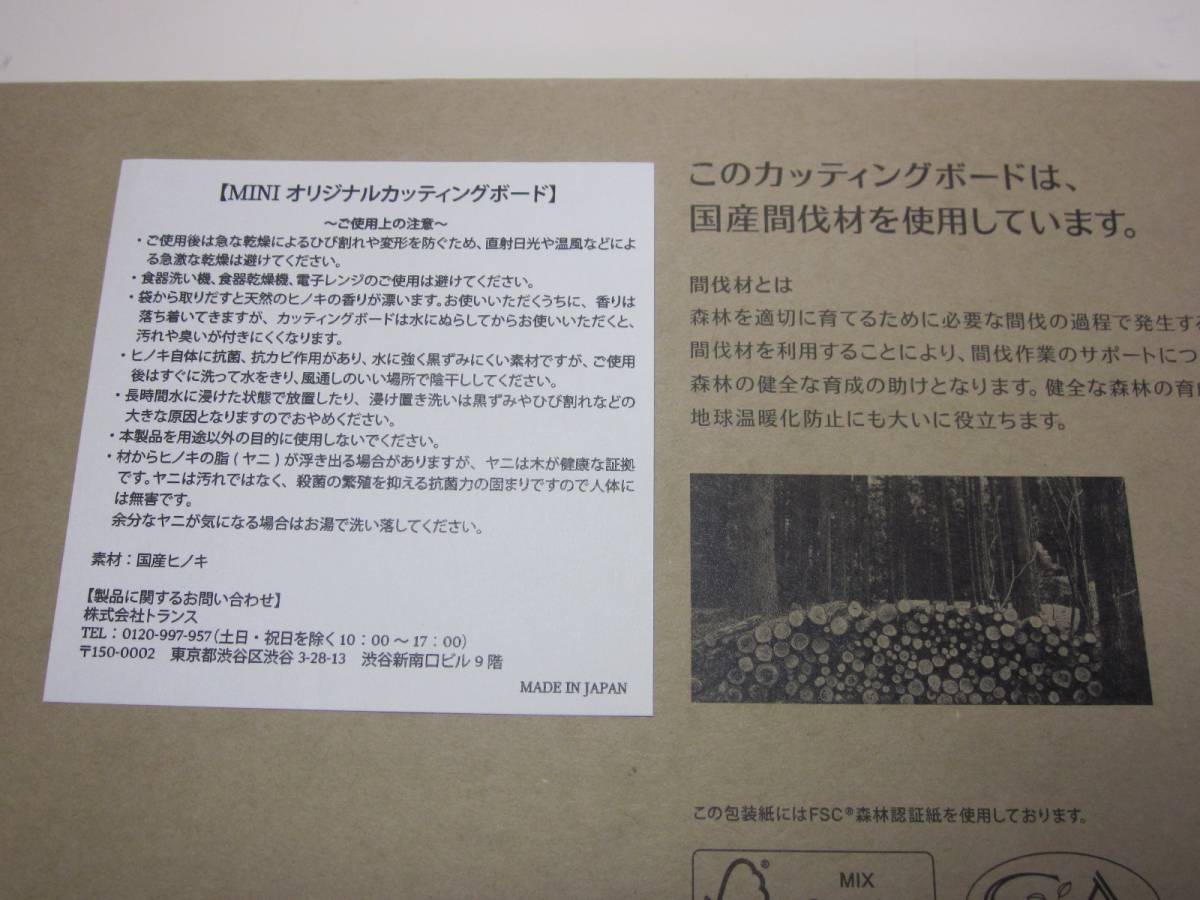 【MINI オリジナルカッティングボード】
～ご使用上の注意～
・ご使用後は急な乾燥によるひび割れや変形を防ぐため、直射日光や温風などによ
る急激な乾燥は避けてください。
・食器洗い機、食器乾燥機、電子レンジのご使用は避けてください。
・袋から取りだすと天然のヒノキの香りが漂います。お使いいただくうちに、香りは
落ち着いてきますが、カッティングボードは水にぬらしてからお使いいただくと、
汚れや臭いが付きにくくなります。
・ヒノキ自体に抗菌、抗カビ作用があり、水に強く黒ずみにくい素材ですが、ご使用
後はすぐに洗って水をきり、風通しのいい場所で陰干ししてください。
・長時間水に浸けた状態で放置したり、浸け置き洗いは黒ずみやひび割れなどの
大きな原因となりますのでおやめください。
・本製品を用途以外の目的に使用しないでください。
・材からヒノキの脂(ヤニ)が浮き出る場合がありますが、ヤニは木が健康な証拠
です。ヤニは汚れではなく、殺菌の繁殖を抑える抗菌力の固まりですので人体に
は無害です。
余分なヤニが気になる場合はお湯で洗い落してください。
素材：国産ヒノキ
【製品に関するお問い合わせ】
株式会社トランス
TEL：0120-997-957(土日・祝日を除く10：00～17：00)
〒150-0002 東京都渋谷区渋谷3-28-13 渋谷新南口ビル9階
MADE IN JAPAN
このカッティングボードは、
国産間伐材を使用しています。
間伐材とは
森林を適切に育てるために必要な間伐の過程で発生する
間伐材を利用することにより、間伐作業のサポートにつ
森林の健全な育成の助けとなります。健全な森林の育成
地球温暖化防止にも大いに役立ちます。
この包装紙にはFSC®森林認証紙を使用しております。
®
MIX